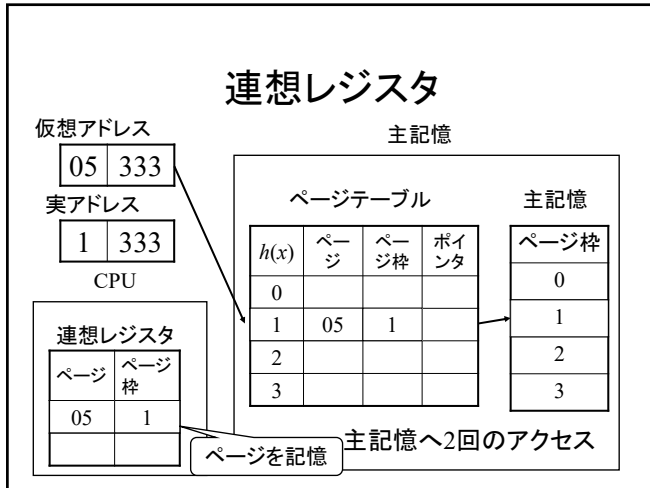 連想レジスタ
仮想アドレス
05 333
実アドレス
1 333
CPU
連想レジスタ
ページ ページ枠
05 1
ページを記憶
主記憶
ページテーブル
h(x) ページ ページ枠 ポインタ
0
1 05 1
2
3
主記憶
ページ枠
0
1
2
3
主記憶へ2回のアクセス